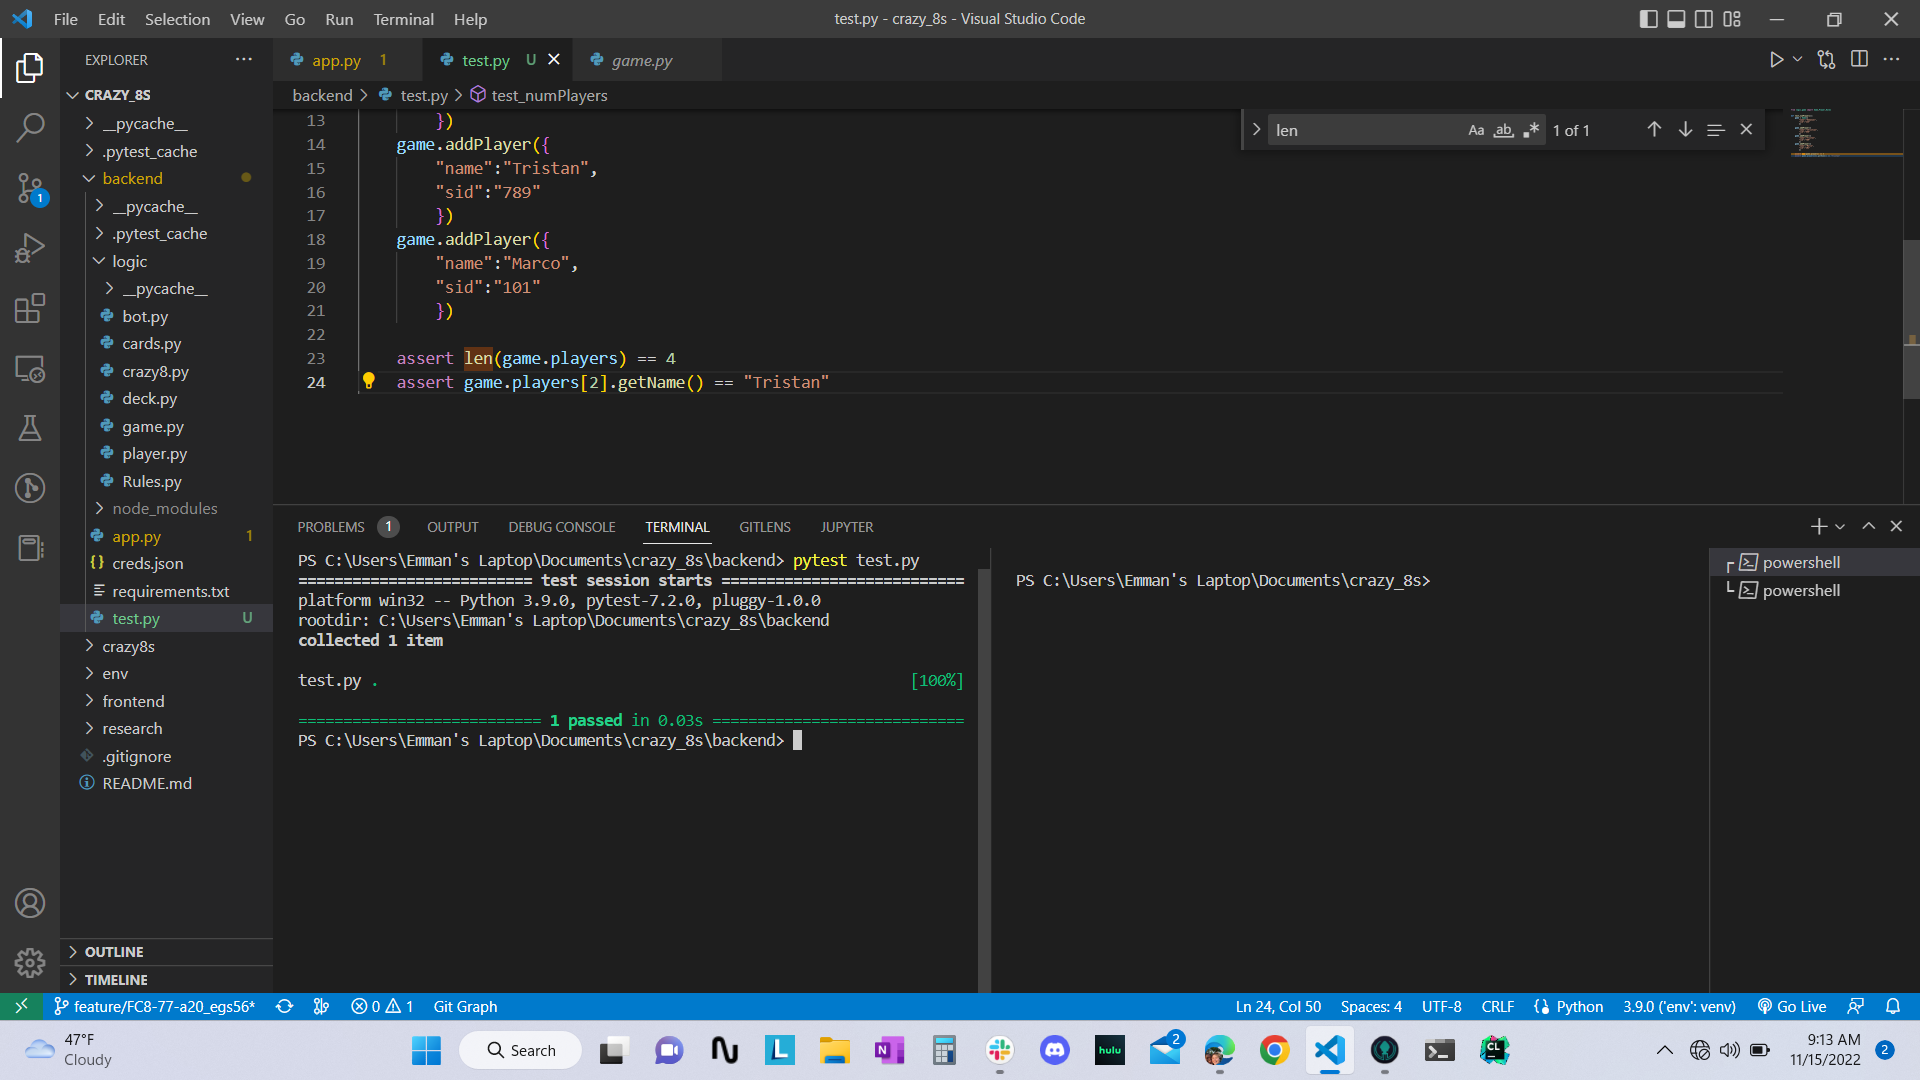 File Edit Selection View Go Run Terminal Help
test.py - crazy_8s - Visual Studio Code
EXPLORER
CRAZY_8S
__pycache__
.pytest_cache
backend
__pycache__
.pytest_cache
logic
__pycache__
bot.py
cards.py
crazy8.py
deck.py
game.py
player.py
Rules.py
node_modules
app.py 1
creds.json
requirements.txt
test.py U
crazy8s
env
frontend
research
.gitignore
README.md
OUTLINE
TIMELINE
1
app.py 1
test.py U
game.py
backend > test.py > test_numPlayers
len Aa ab 1 of 1
13 })
14 game.addPlayer({
15 "name":"Tristan",
16 "sid":"789"
17 })
18 game.addPlayer({
19 "name":"Marco",
20 "sid":"101"
21 })
22
23 assert len(game.players) == 4
24 assert game.players[2].getName() == "Tristan"
PROBLEMS 1 OUTPUT DEBUG CONSOLE TERMINAL GITLENS JUPYTER
PS C:\Users\Emman's Laptop\Documents\crazy_8s\backend> pytest test.py
========================== test session starts ===========================
platform win32 -- Python 3.9.0, pytest-7.2.0, pluggy-1.0.0
rootdir: C:\Users\Emman's Laptop\Documents\crazy_8s\backend
collected 1 item
test.py . [100%]
=========================== 1 passed in 0.03s ============================
PS C:\Users\Emman's Laptop\Documents\crazy_8s\backend>
PS C:\Users\Emman's Laptop\Documents\crazy_8s>
powershell
powershell
feature/FC8-77-a20_egs56* 0 1 Git Graph
Ln 24, Col 50 Spaces: 4 UTF-8 CRLF Python 3.9.0 ('env': venv) Go Live
47°F
Cloudy
Search
L
N
hulu
2
CL
9:13 AM
11/15/2022
2